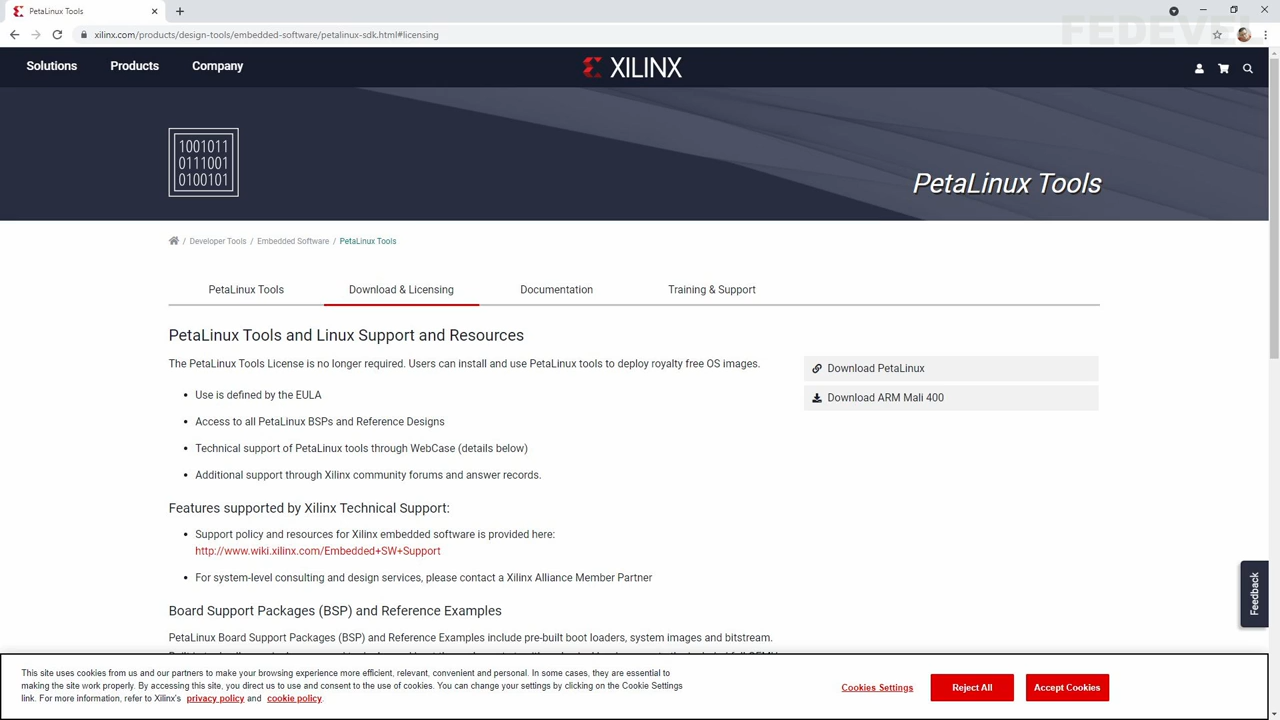 PetaLinux Tools
xilinx.com/products/design-tools/embedded-software/petalinux-sdk.html#licensing
FEDEVEL
Solutions
Products
Company
XILINX
1001011
0111001
0100101
PetaLinux Tools
/ Developer Tools / Embedded Software / PetaLinux Tools
PetaLinux Tools
Download & Licensing
Documentation
Training & Support
PetaLinux Tools and Linux Support and Resources
The PetaLinux Tools License is no longer required. Users can install and use PetaLinux tools to deploy royalty free OS images.
• Use is defined by the EULA
• Access to all PetaLinux BSPs and Reference Designs
• Technical support of PetaLinux tools through WebCase (details below)
• Additional support through Xilinx community forums and answer records.
Download PetaLinux
Download ARM Mali 400
Features supported by Xilinx Technical Support:
• Support policy and resources for Xilinx embedded software is provided here:
http://www.wiki.xilinx.com/Embedded+SW+Support
• For system-level consulting and design services, please contact a Xilinx Alliance Member Partner
Board Support Packages (BSP) and Reference Examples
PetaLinux Board Support Packages (BSP) and Reference Examples include pre-built boot loaders, system images and bitstream.
Feedback
This site uses cookies from us and our partners to make your browsing experience more efficient, relevant, convenient and personal. In some cases, they are essential to
making the site work properly. By accessing this site, you direct us to use and consent to the use of cookies. You can change your settings by clicking on the Cookie Settings
link. For more information, refer to Xilinx's privacy policy and cookie policy.
Cookies Settings
Reject All
Accept Cookies